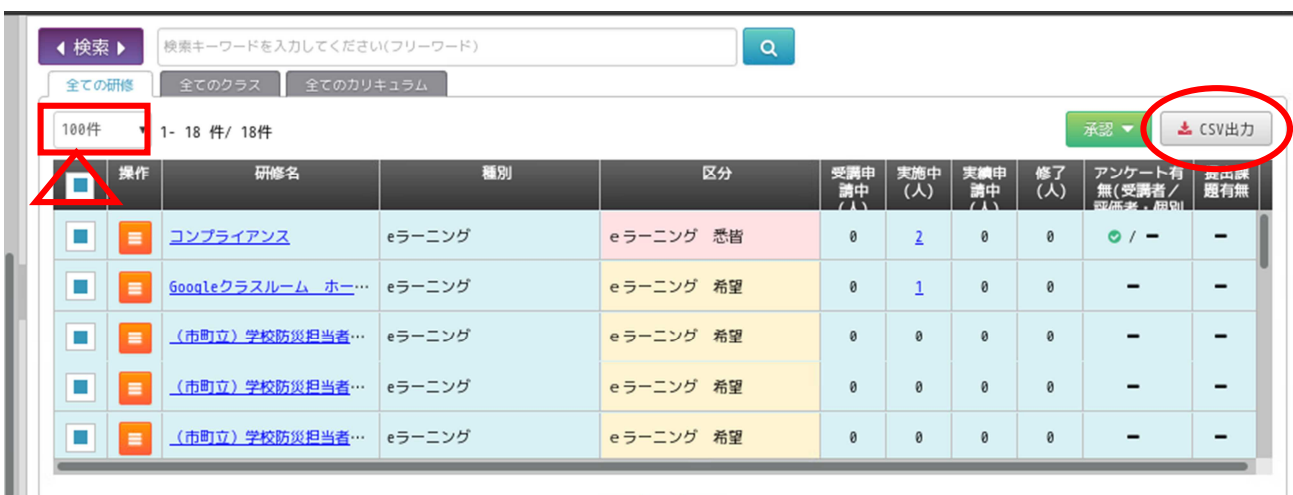 検索
検索キーワードを入力してください(フリーワード)
全ての研修 全てのクラス 全てのカリキュラム
100件 1- 18 件/ 18件 承認 CSV出力
操作 研修名 種別 区分 受講申請中(人) 実施中(人) 実績申請中(人) 修了(人) アンケート有無(受講者/評価者・個別 提出課題有無
コンプライアンス eラーニング eラーニング 悉皆 0 2 0 0 / ー ー
Googleクラスルーム ホー… eラーニング eラーニング 希望 0 1 0 0 ー ー
(市町立)学校防災担当者… eラーニング eラーニング 希望 0 0 0 0 ー ー
(市町立)学校防災担当者… eラーニング eラーニング 希望 0 0 0 0 ー ー
(市町立)学校防災担当者… eラーニング eラーニング 希望 0 0 0 0 ー ー